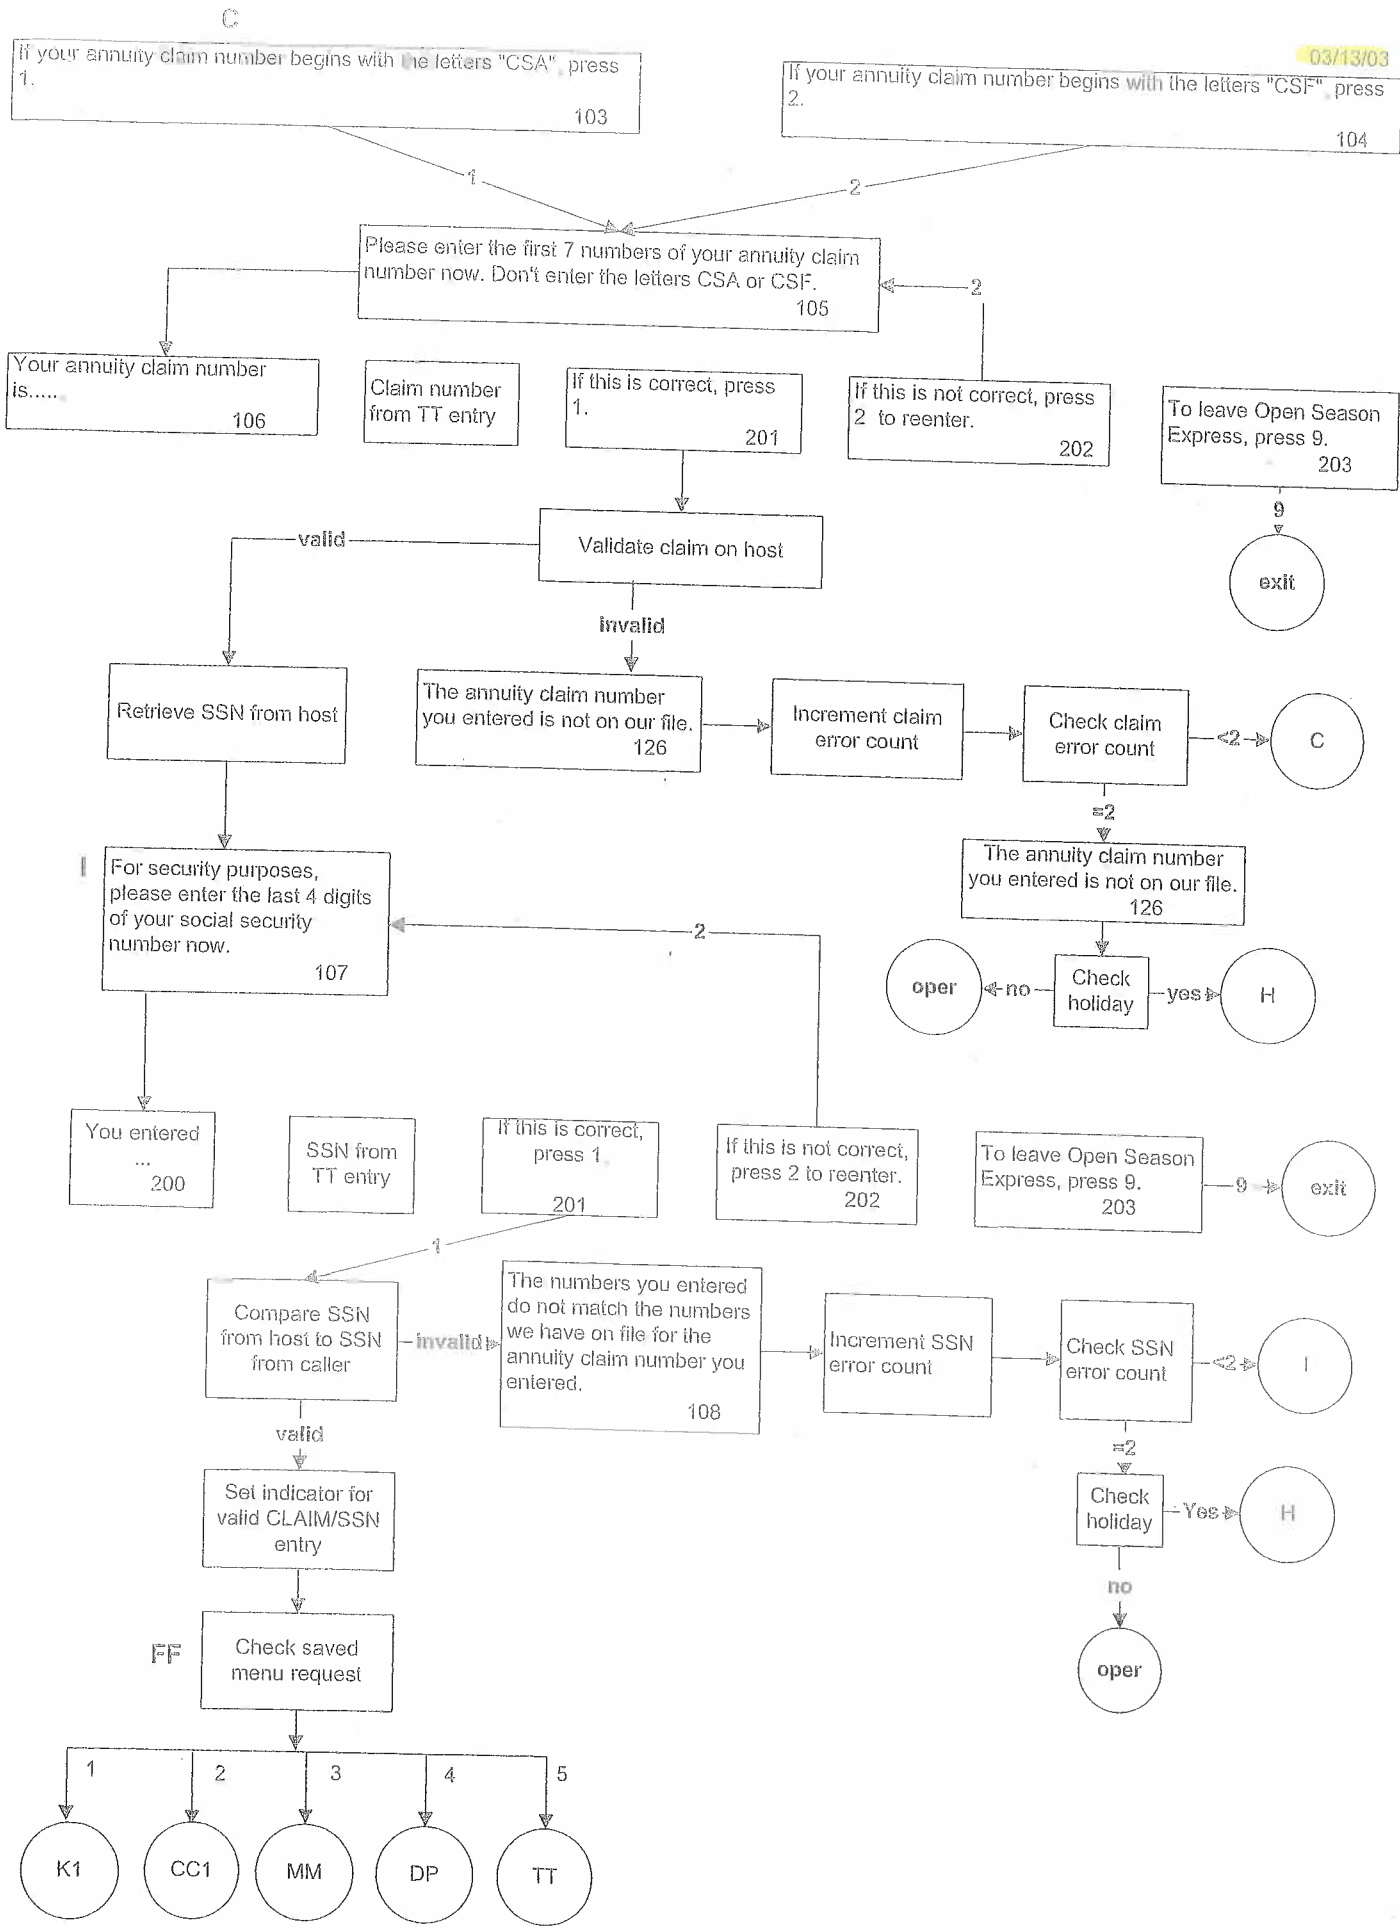 C
03/13/03
If your annuity claim number begins with the letters "CSA", press
1.
103
If your annuity claim number begins with the letters "CSF", press
2.
104
1
2
Please enter the first 7 numbers of your annuity claim
number now. Don't enter the letters CSA or CSF.
105
2
Your annuity claim number
is.....
106
Claim number
from TT entry
If this is correct, press
1.
201
If this is not correct, press
2 to reenter.
202
To leave Open Season
Express, press 9.
203
9
exit
Validate claim on host
valid
invalid
Retrieve SSN from host
The annuity claim number
you entered is not on our file.
126
Increment claim
error count
Check claim
error count
<2
C
=2
The annuity claim number
you entered is not on our file.
126
Check
holiday
no
oper
yes
H
I
For security purposes,
please enter the last 4 digits
of your social security
number now.
107
2
You entered
...
200
SSN from
TT entry
If this is correct,
press 1.
201
If this is not correct,
press 2 to reenter.
202
To leave Open Season
Express, press 9.
203
9
exit
1
Compare SSN
from host to SSN
from caller
invalid
The numbers you entered
do not match the numbers
we have on file for the
annuity claim number you
entered.
108
Increment SSN
error count
Check SSN
error count
<2
I
=2
Check
holiday
Yes
H
no
oper
valid
Set indicator for
valid CLAIM/SSN
entry
FF
Check saved
menu request
1
2
3
4
5
K1
CC1
MM
DP
TT